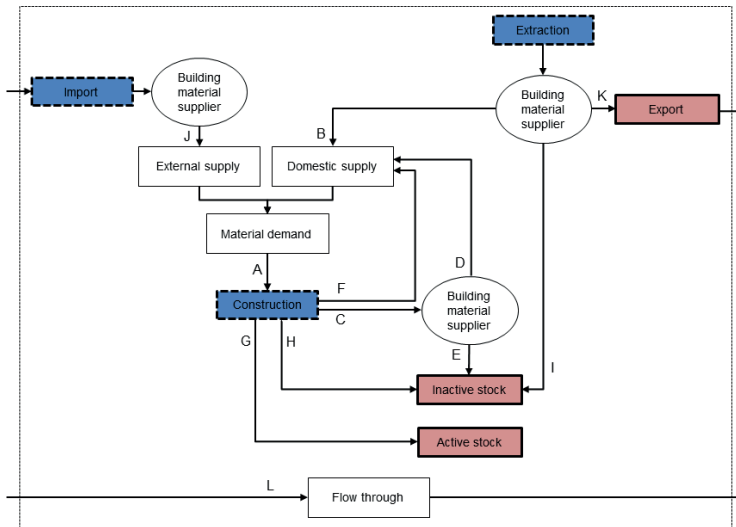 Extraction
Import
Building
material
supplier
Building
material
supplier
K
Export
J
B
External supply
Domestic supply
Material demand
A
D
F
Construction
C
Building
material
supplier
G
H
E
I
Inactive stock
Active stock
L
Flow through